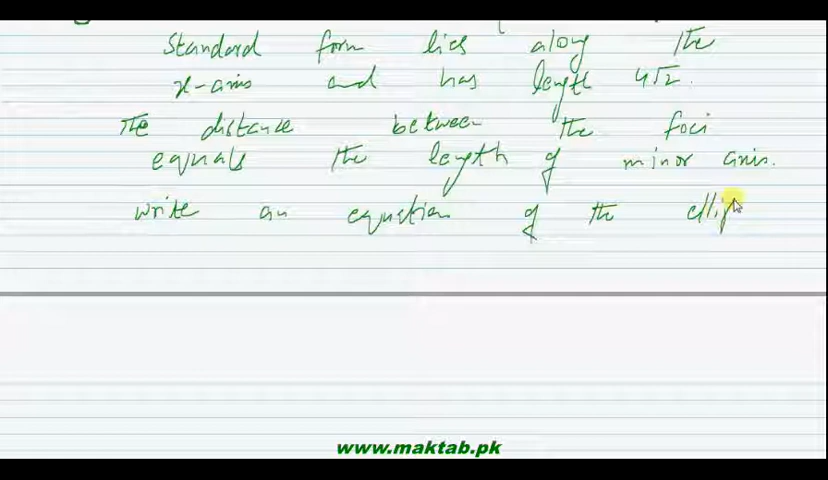 Standard form lies along the
x-axis and has length 4√2.
The distance between the foci
equals the length of minor axis.
write an equation of the ellip
www.maktab.pk